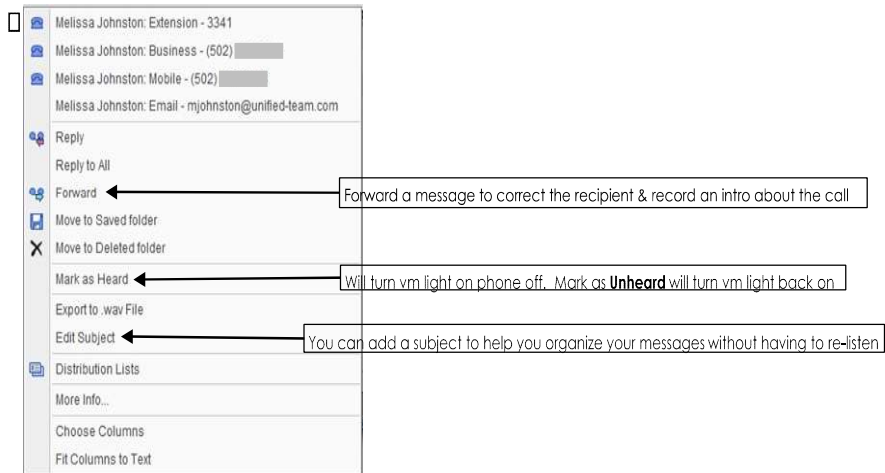 Melissa Johnston: Extension - 3341
Melissa Johnston: Business - (502)
Melissa Johnston: Mobile - (502)
Melissa Johnston: Email - mjohnston@unified-team.com
Reply
Reply to All
Forward
Forward a message to correct the recipient & record an intro about the call
Move to Saved folder
Move to Deleted folder
Mark as Heard
Will turn vm light on phone off. Mark as Unheard will turn vm light back on
Export to .wav File
Edit Subject
You can add a subject to help you organize your messages without having to re-listen
Distribution Lists
More Info...
Choose Columns
Fit Columns to Text